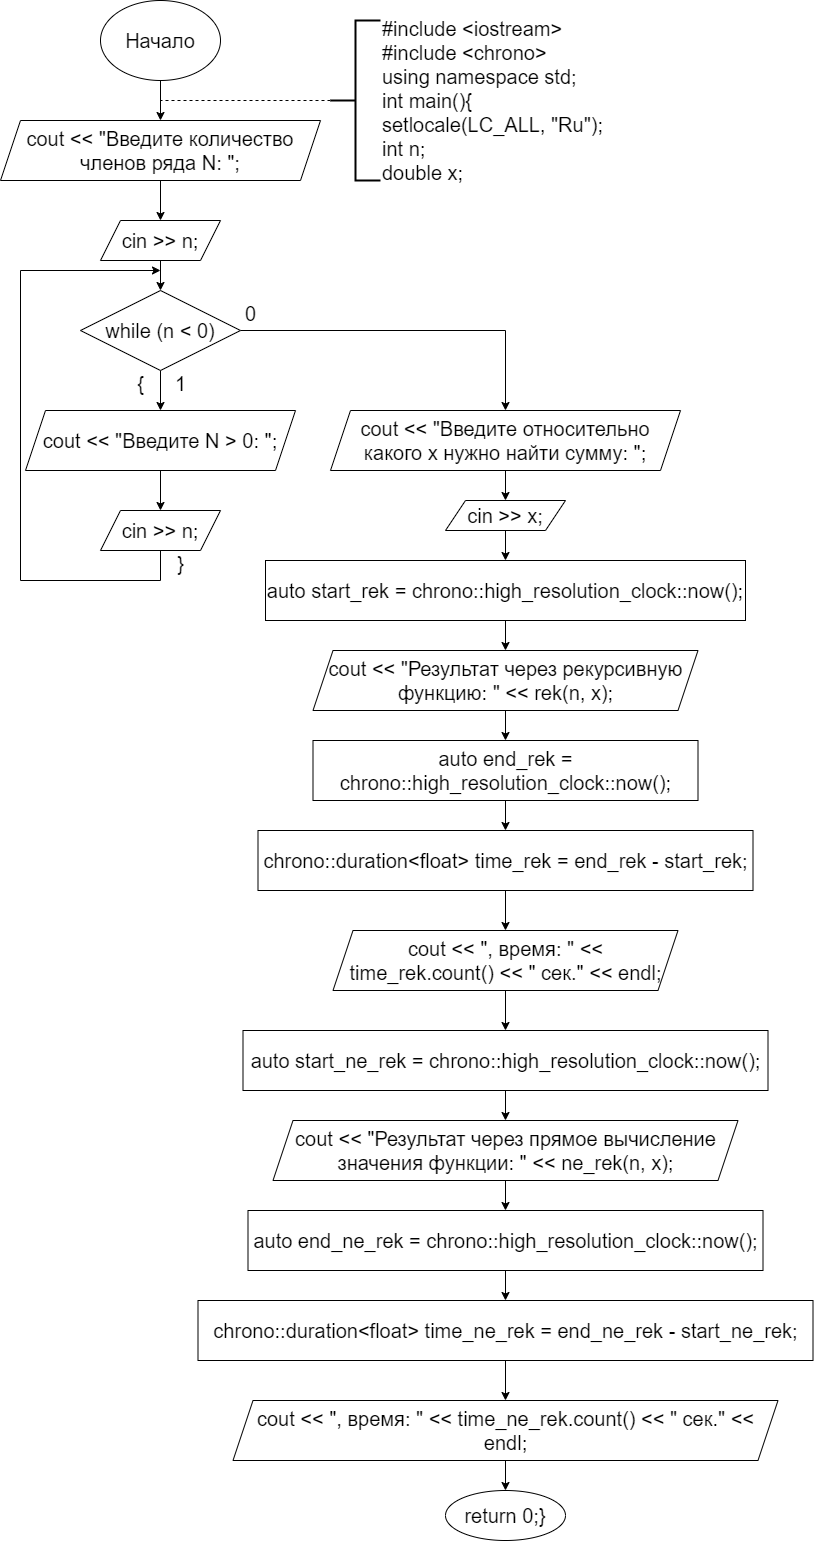 Начало
#include <iostream>
#include <chrono>
using namespace std;
int main(){
setlocale(LC_ALL, "Ru");
int n;
double x;
cout << "Введите количество
членов ряда N: ";
cin >> n;
while (n < 0)
0
{
1
cout << "Введите N > 0: ";
cin >> n;
}
cout << "Введите относительно
какого x нужно найти сумму: ";
cin >> x;
auto start_rek = chrono::high_resolution_clock::now();
cout << "Результат через рекурсивную
функцию: " << rek(n, x);
auto end_rek =
chrono::high_resolution_clock::now();
chrono::duration<float> time_rek = end_rek - start_rek;
cout << ", время: " <<
time_rek.count() << " сек." << endl;
auto start_ne_rek = chrono::high_resolution_clock::now();
cout << "Результат через прямое вычисление
значения функции: " << ne_rek(n, x);
auto end_ne_rek = chrono::high_resolution_clock::now();
chrono::duration<float> time_ne_rek = end_ne_rek - start_ne_rek;
cout << ", время: " << time_ne_rek.count() << " сек." <<
endl;
return 0;}